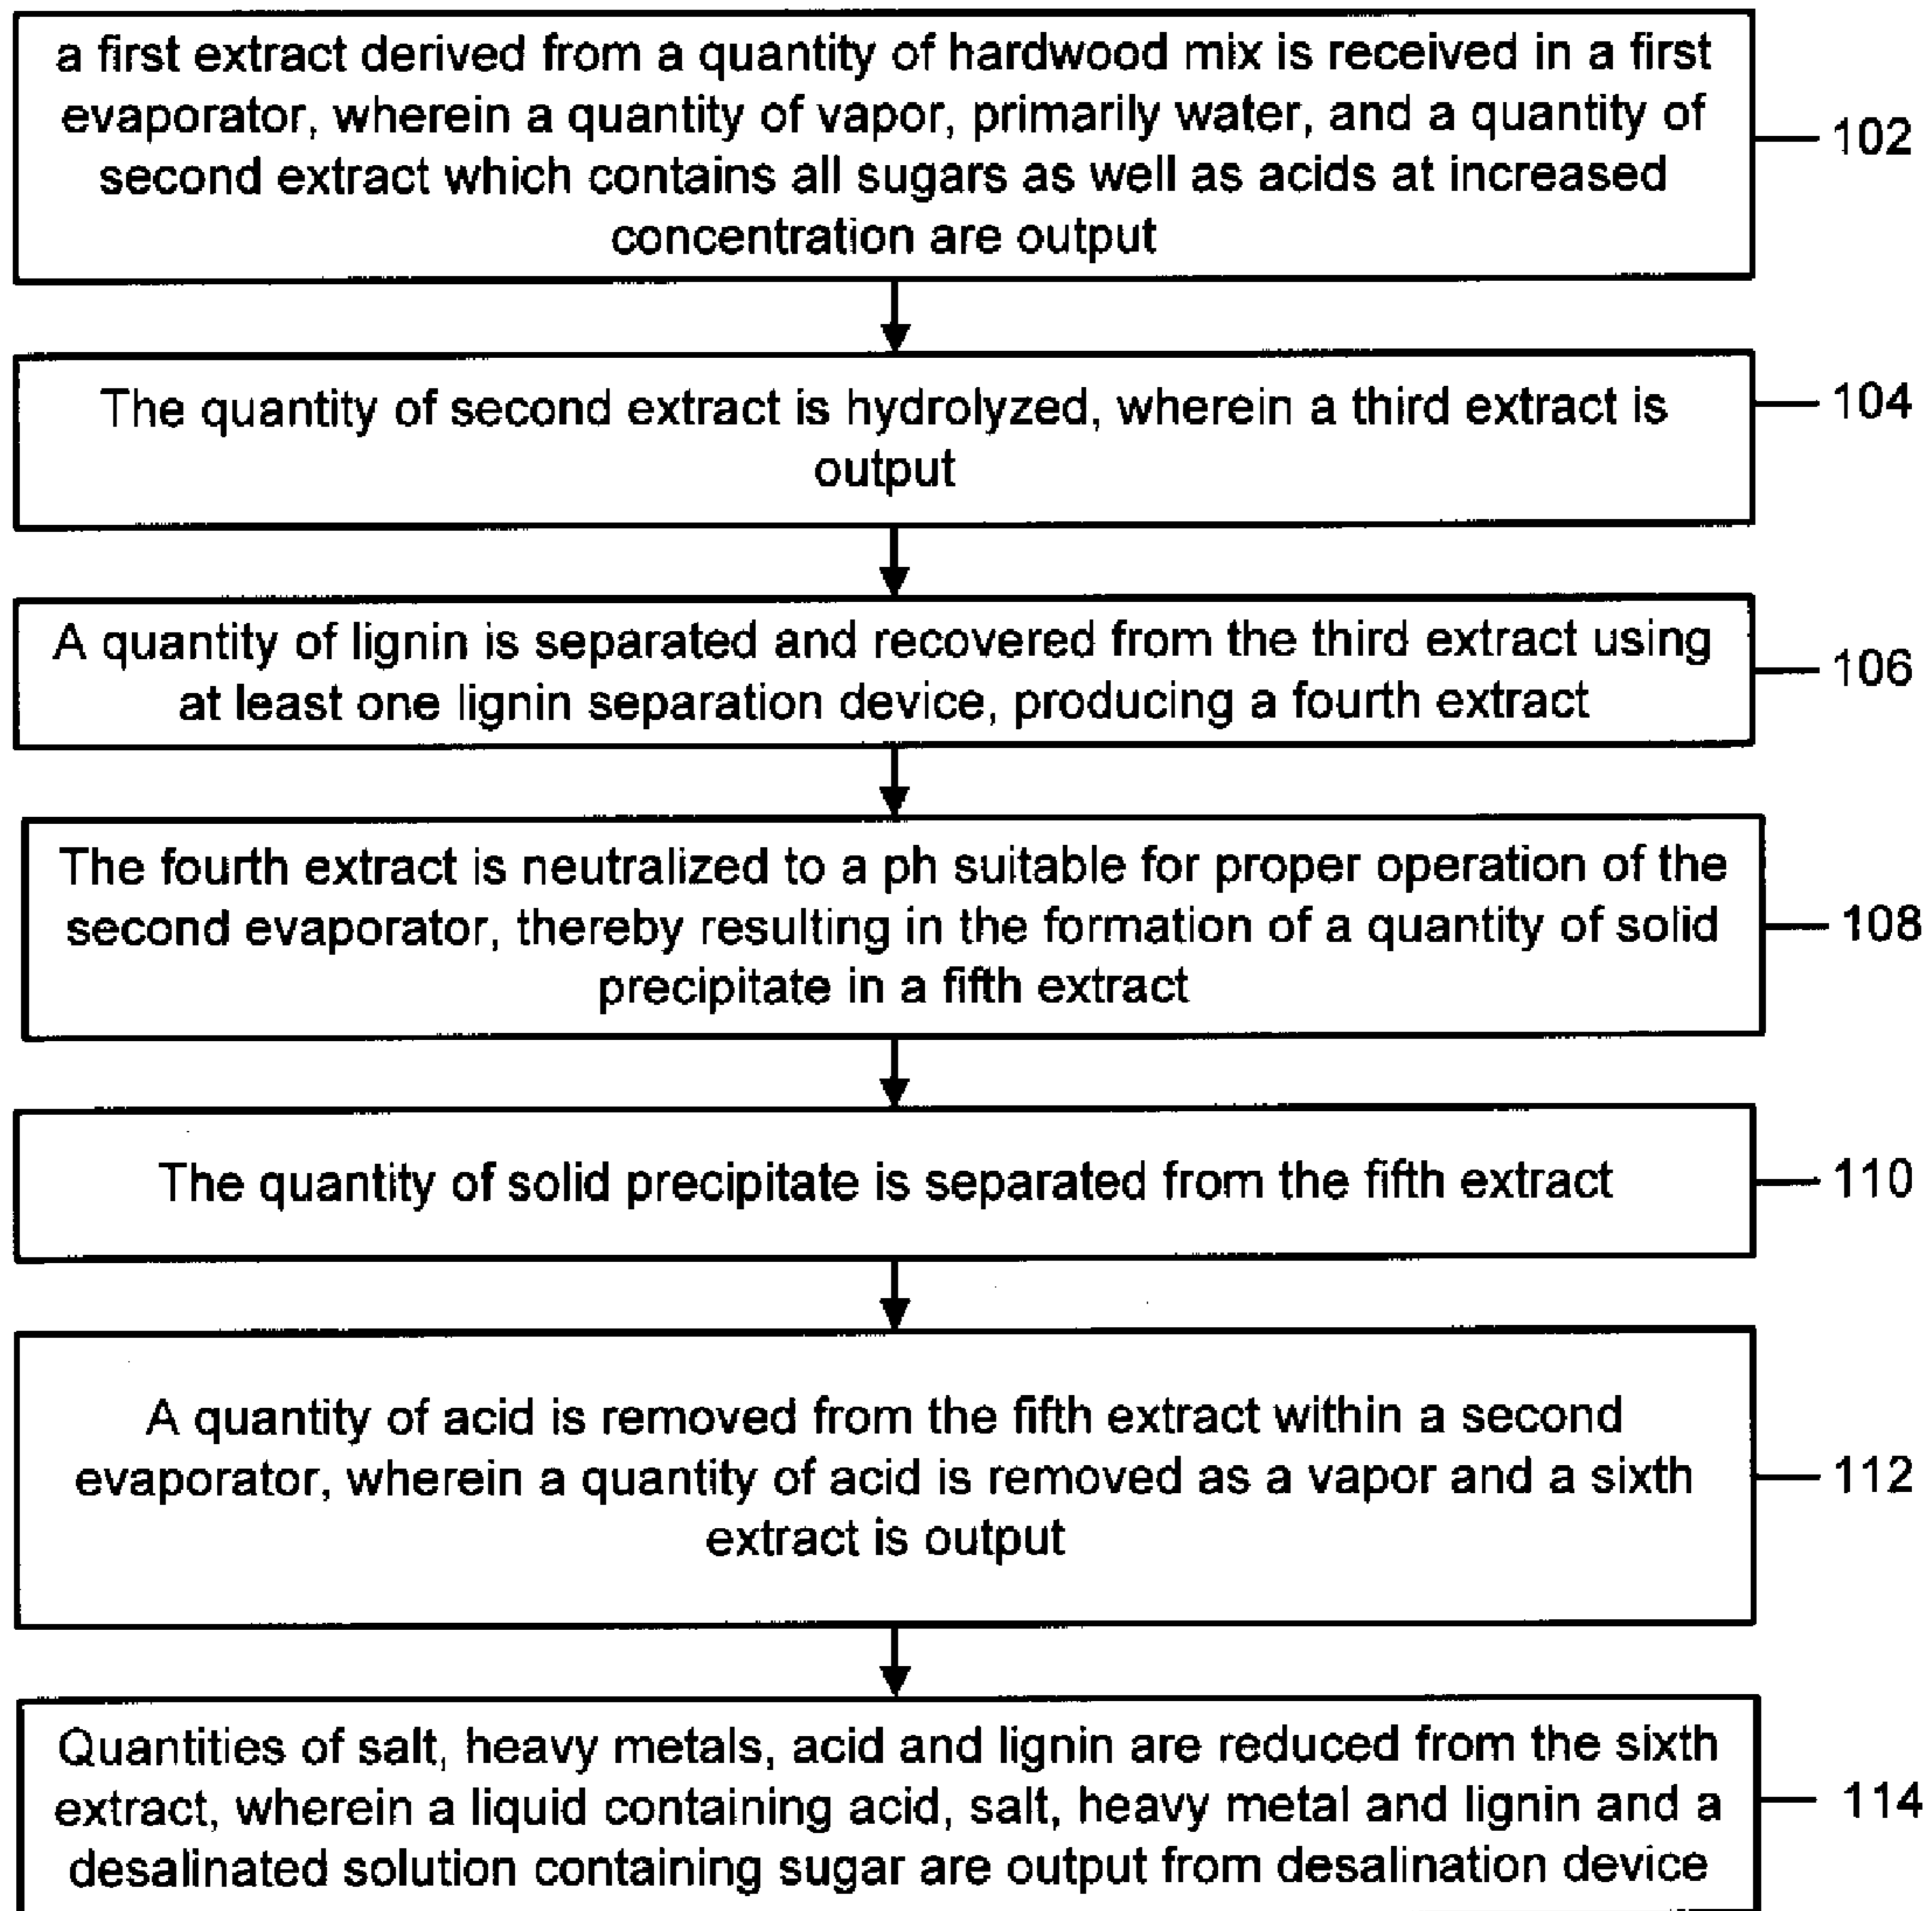 a first extract derived from a quantity of hardwood mix is received in a first
evaporator, wherein a quantity of vapor, primarily water, and a quantity of
second extract which contains all sugars as well as acids at increased
concentration are output
102
The quantity of second extract is hydrolyzed, wherein a third extract is
output
104
A quantity of lignin is separated and recovered from the third extract using
at least one lignin separation device, producing a fourth extract
106
The fourth extract is neutralized to a ph suitable for proper operation of the
second evaporator, thereby resulting in the formation of a quantity of solid
precipitate in a fifth extract
108
The quantity of solid precipitate is separated from the fifth extract
110
A quantity of acid is removed from the fifth extract within a second
evaporator, wherein a quantity of acid is removed as a vapor and a sixth
extract is output
112
Quantities of salt, heavy metals, acid and lignin are reduced from the sixth
extract, wherein a liquid containing acid, salt, heavy metal and lignin and a
desalinated solution containing sugar are output from desalination device
114